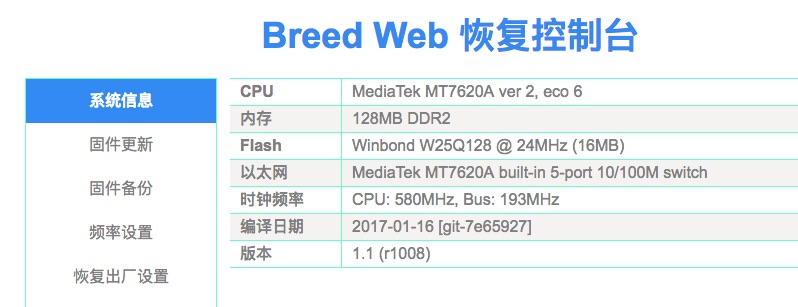 Breed Web 恢复控制台
系统信息
固件更新
固件备份
频率设置
恢复出厂设置
CPU MediaTek MT7620A ver 2, eco 6
内存 128MB DDR2
Flash Winbond W25Q128 @ 24MHz (16MB)
以太网 MediaTek MT7620A built-in 5-port 10/100M switch
时钟频率 CPU: 580MHz, Bus: 193MHz
编译日期 2017-01-16 [git-7e65927]
版本 1.1 (r1008)